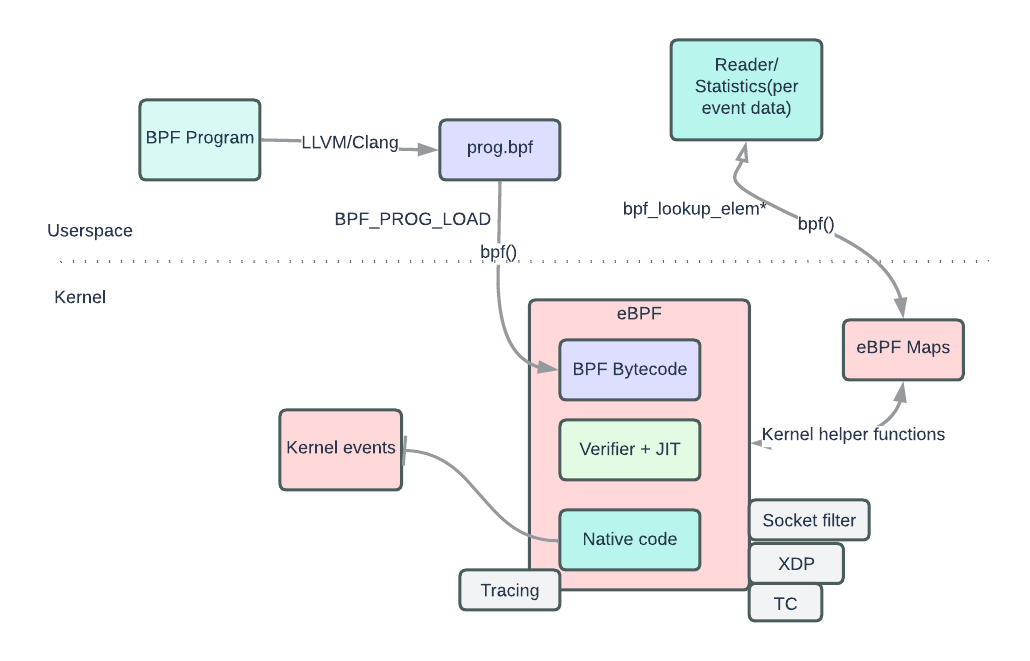 Reader/
Statistics(per
event data)
BPF Program
LLVM/Clang
prog.bpf
bpf_lookup_elem*
BPF_PROG_LOAD
bpf()
Userspace
bpf()
Kernel
eBPF
eBPF Maps
BPF Bytecode
Kernel helper functions
Kernel events
Verifier + JIT
Socket filter
Native code
XDP
Tracing
TC